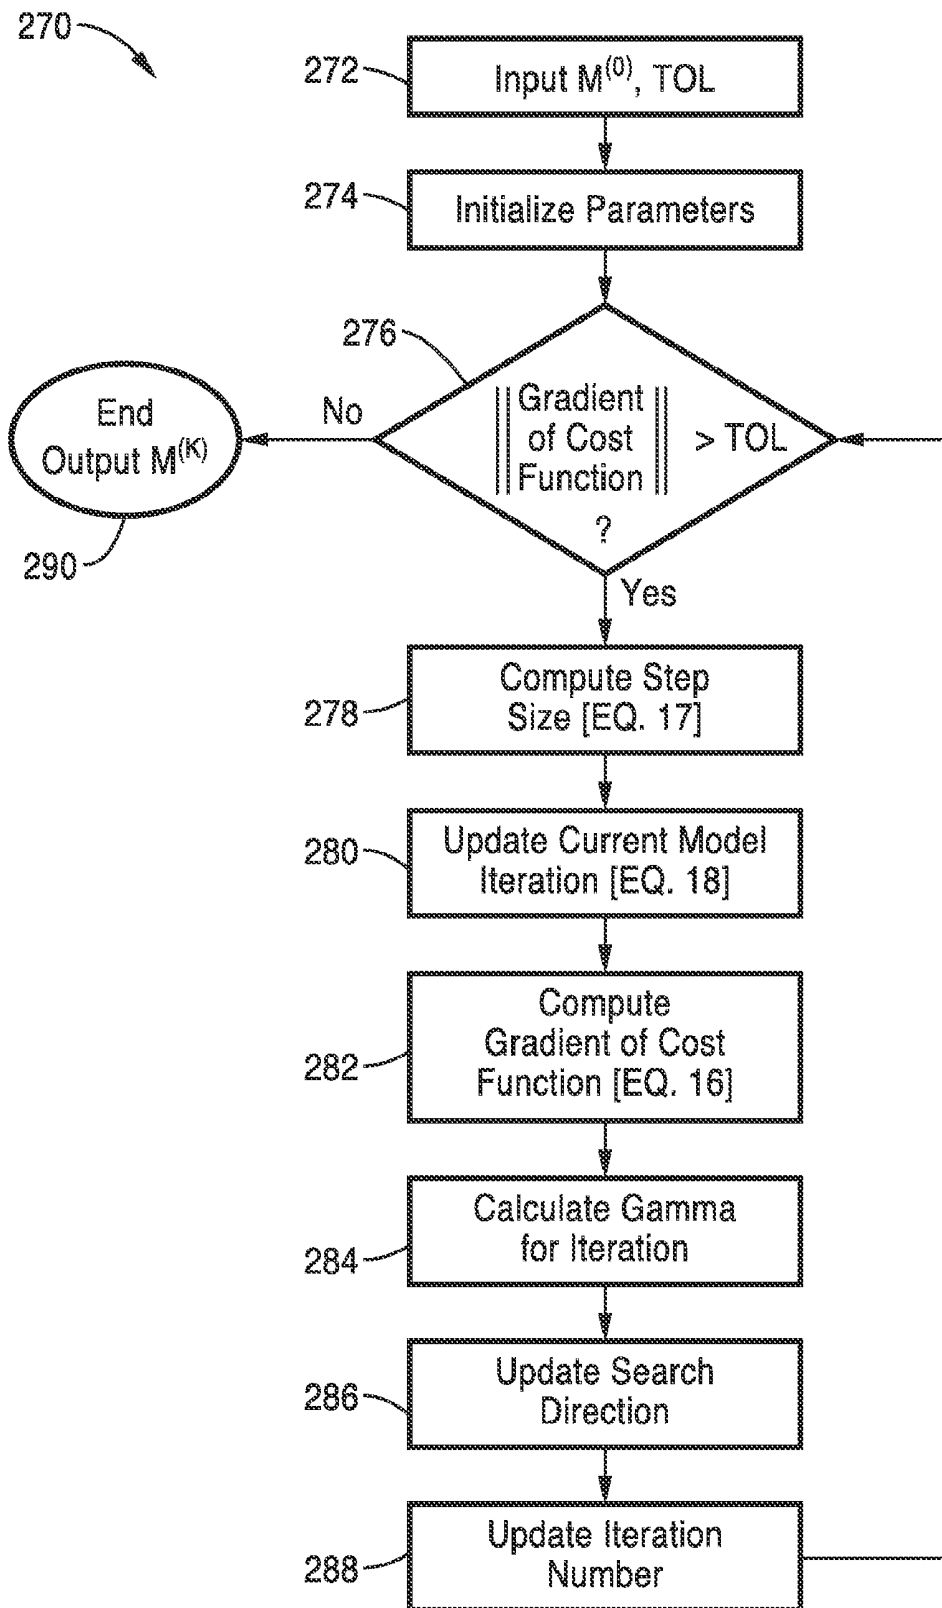 270
272
Input M(0), TOL
274
Initialize Parameters
276
Gradient
of Cost
Function
> TOL
?
No
End
Output M(K)
290
Yes
278
Compute Step
Size [EQ. 17]
280
Update Current Model
Iteration [EQ. 18]
282
Compute
Gradient of Cost
Function [EQ. 16]
284
Calculate Gamma
for Iteration
286
Update Search
Direction
288
Update Iteration
Number